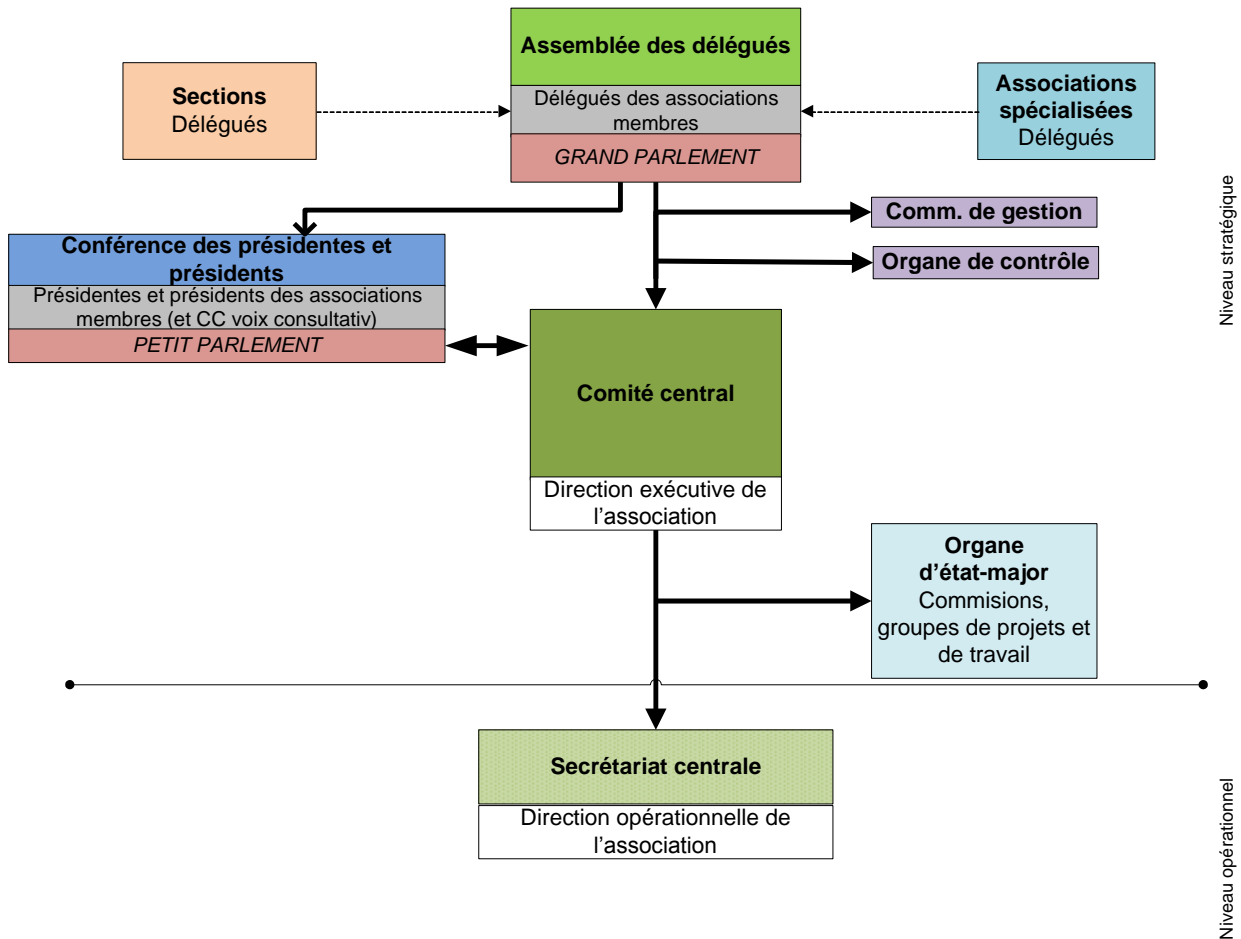 Assemblée des délégués
Délégués des associations
membres
GRAND PARLEMENT
Sections
Délégués
Associations
spécialisées
Délégués
Comm. de gestion
Organe de contrôle
Niveau stratégique
Conférence des présidentes et
présidents
Présidentes et présidents des associations
membres (et CC voix consultativ)
PETIT PARLEMENT
Comité central
Direction exécutive de
l’association
Organe
d’état-major
Commisions,
groupes de projets et
de travail
Secrétariat centrale
Direction opérationnelle de
l’association
Niveau opérationnel